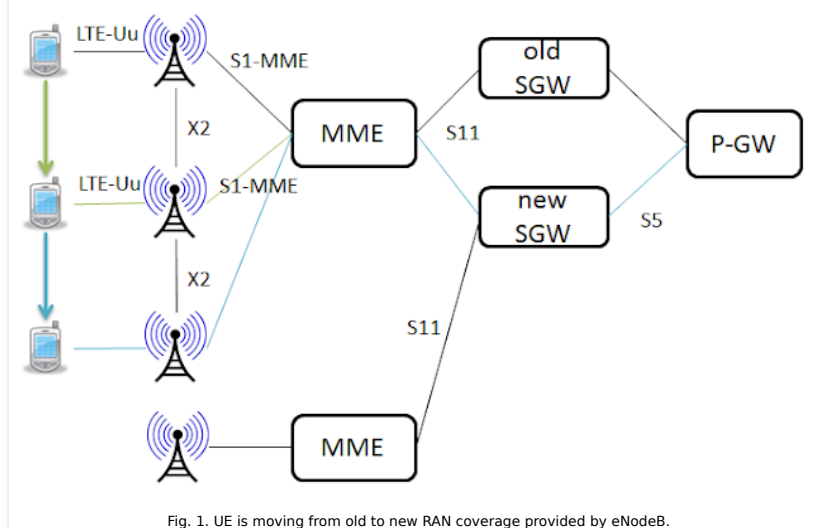 LTE-Uu
S1-MME
old
SGW
X2
MME
S11
P-GW
LTE-Uu
S1-MME
new
SGW
S5
X2
S11
MME
Fig. 1. UE is moving from old to new RAN coverage provided by eNodeB.